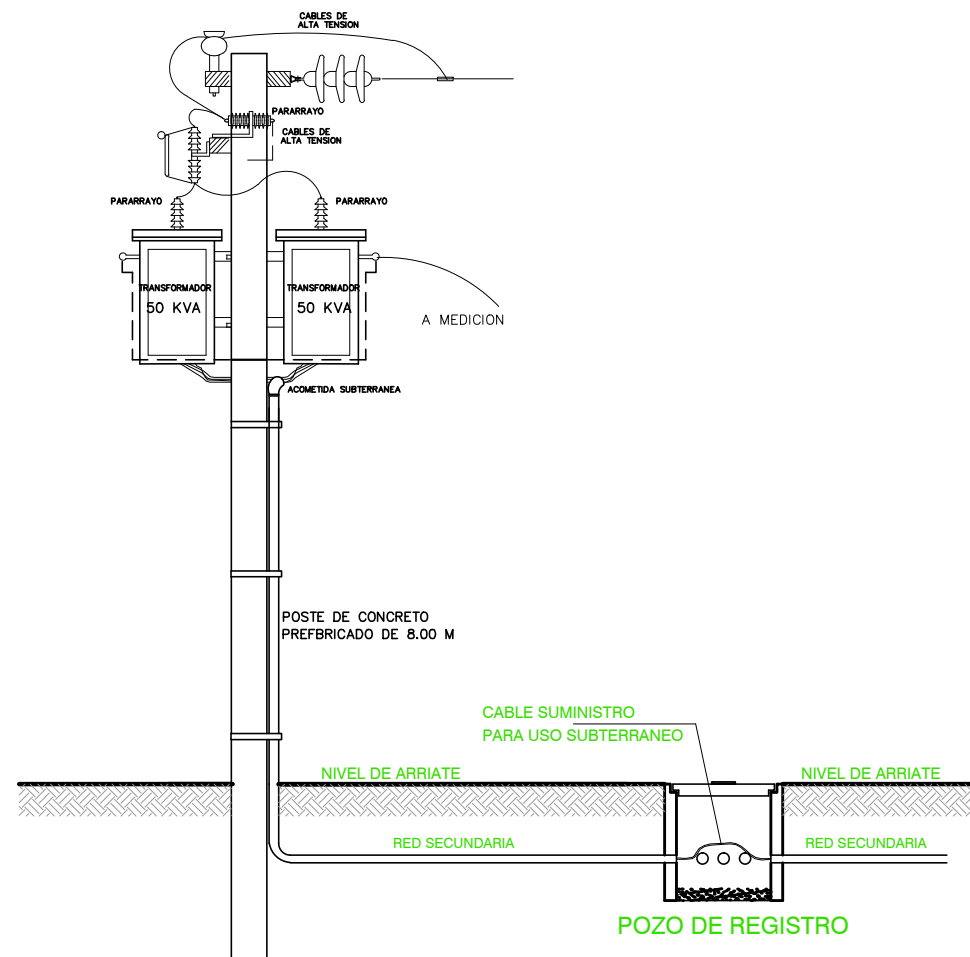 CABLES DE
ALTA TENSION
PARARRAYO
CABLES DE
ALTA TENSION
PARARRAYO
PARARRAYO
TRANSFORMADOR
50 KVA
TRANSFORMADOR
50 KVA
A MEDICION
ACOMETIDA SUBTERRANEA
POSTE DE CONCRETO
PREFBRICADO DE 8.00 M
CABLE SUMINISTRO
PARA USO SUBTERRANEO
NIVEL DE ARRIATE
NIVEL DE ARRIATE
RED SECUNDARIA
RED SECUNDARIA
POZO DE REGISTRO